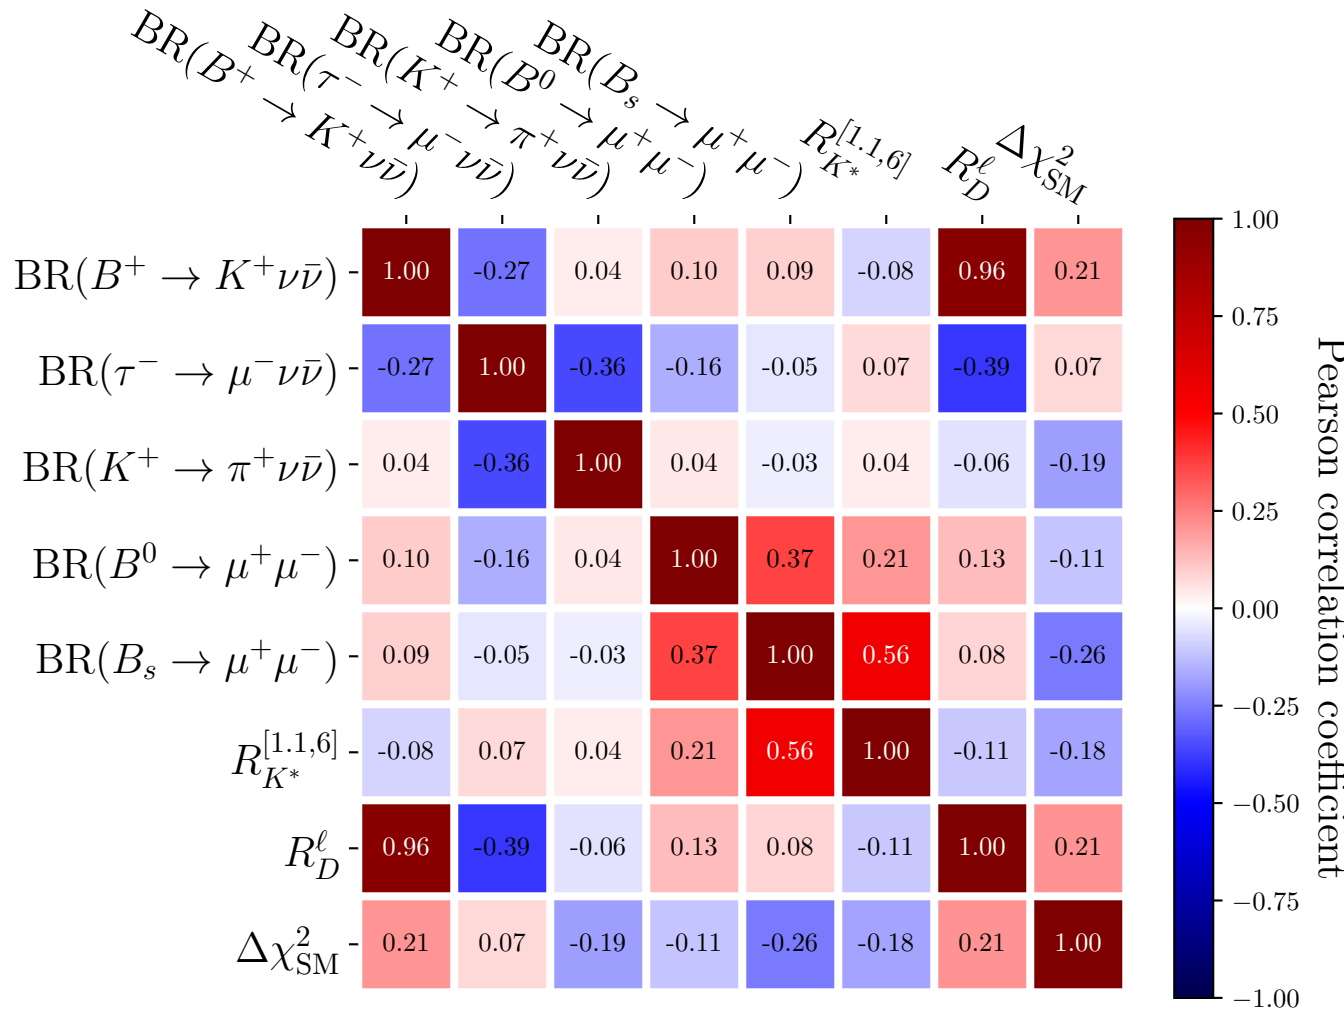 BR(B⁺ → K⁺νν̄)
BR(τ⁻ → μ⁻νν̄)
BR(K⁺ → π⁺νν̄)
BR(B⁰ → μ⁺μ⁻)
BR(Bₛ → μ⁺μ⁻)
R_{K*}^{[1.1,6]}
R_D^ℓ
Δχ²_{SM}
BR(B⁺ → K⁺νν̄) 1.00 -0.27 0.04 0.10 0.09 -0.08 0.96 0.21
BR(τ⁻ → μ⁻νν̄) -0.27 1.00 -0.36 -0.16 -0.05 0.07 -0.39 0.07
BR(K⁺ → π⁺νν̄) 0.04 -0.36 1.00 0.04 -0.03 0.04 -0.06 -0.19
BR(B⁰ → μ⁺μ⁻) 0.10 -0.16 0.04 1.00 0.37 0.21 0.13 -0.11
BR(Bₛ → μ⁺μ⁻) 0.09 -0.05 -0.03 0.37 1.00 0.56 0.08 -0.26
R_{K*}^{[1.1,6]} -0.08 0.07 0.04 0.21 0.56 1.00 -0.11 -0.18
R_D^ℓ 0.96 -0.39 -0.06 0.13 0.08 -0.11 1.00 0.21
Δχ²_{SM} 0.21 0.07 -0.19 -0.11 -0.26 -0.18 0.21 1.00
1.00
0.75
0.50
0.25
0.00
−0.25
−0.50
−0.75
−1.00
Pearson correlation coefficient